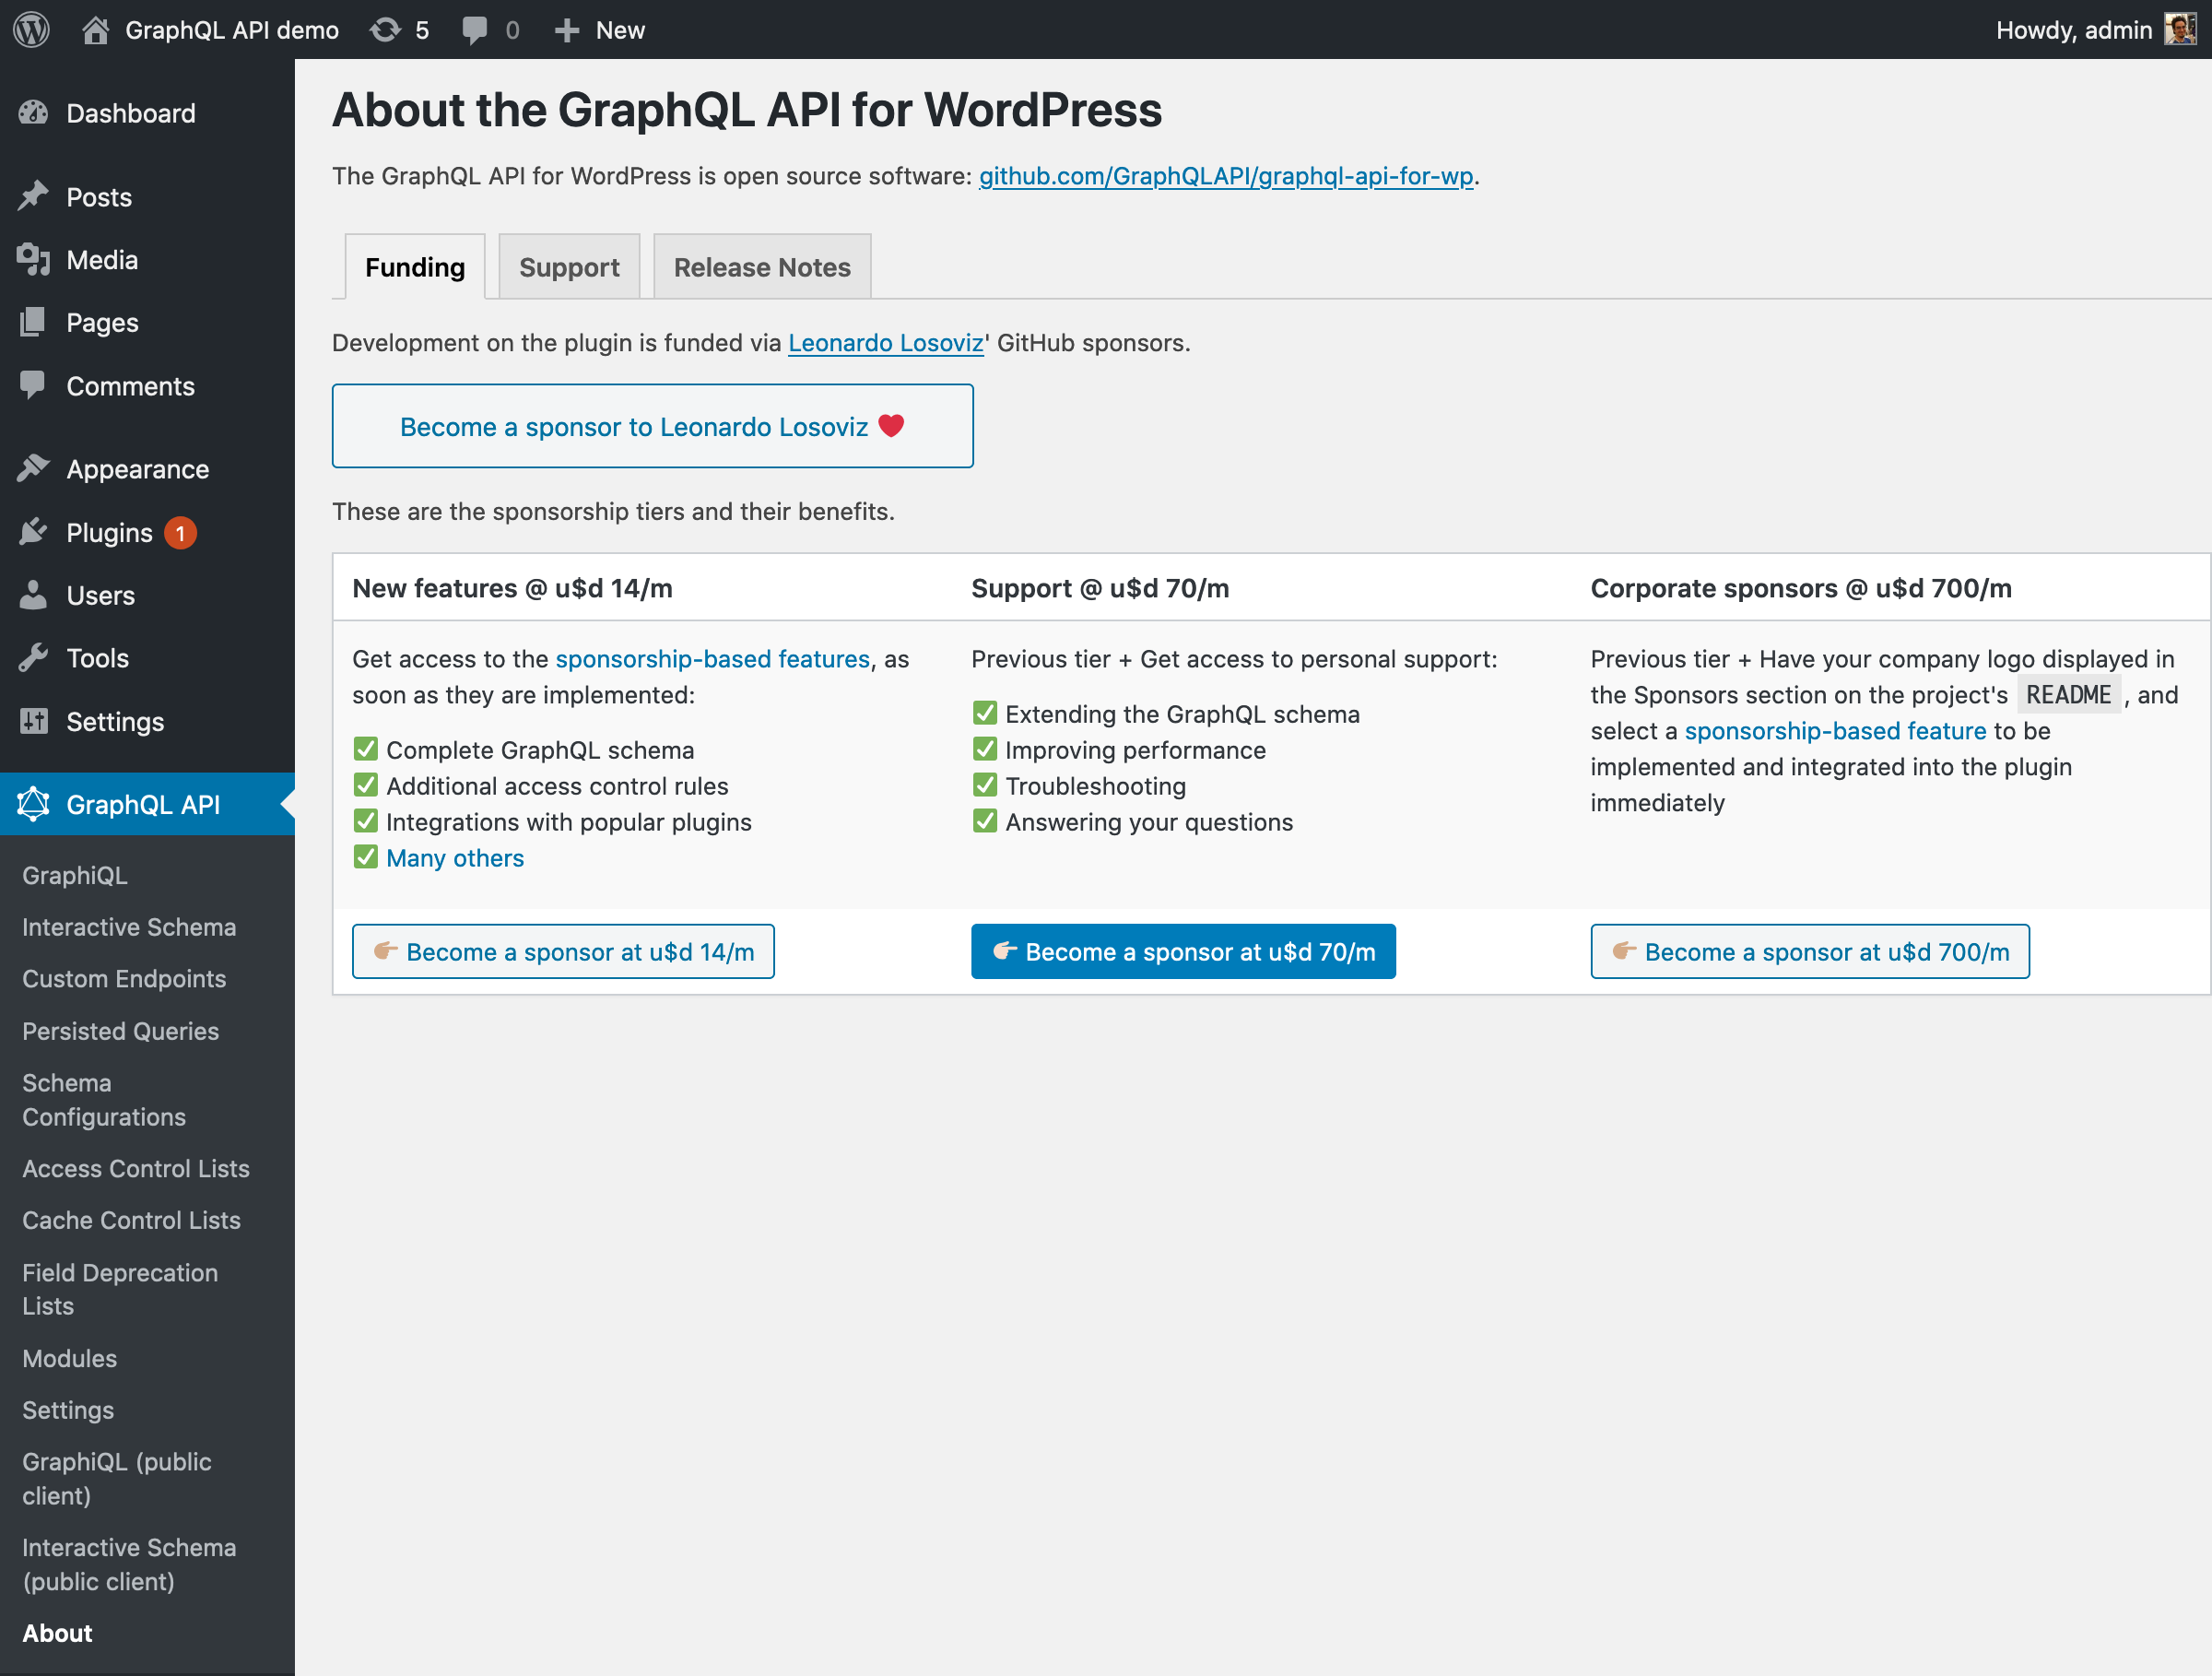 GraphQL API demo 5 0 New Howdy, admin
Dashboard
Posts
Media
Pages
Comments
Appearance
Plugins 1
Users
Tools
Settings
GraphQL API
GraphiQL
Interactive Schema
Custom Endpoints
Persisted Queries
Schema
Configurations
Access Control Lists
Cache Control Lists
Field Deprecation
Lists
Modules
Settings
GraphiQL (public
client)
Interactive Schema
(public client)
About
About the GraphQL API for WordPress
The GraphQL API for WordPress is open source software: github.com/GraphQLAPI/graphql-api-for-wp.
Funding Support Release Notes
Development on the plugin is funded via Leonardo Losoviz' GitHub sponsors.
Become a sponsor to Leonardo Losoviz ❤️
These are the sponsorship tiers and their benefits.
New features @ u$d 14/m
Get access to the sponsorship-based features, as
soon as they are implemented:
✅ Complete GraphQL schema
✅ Additional access control rules
✅ Integrations with popular plugins
✅ Many others
👉🏽 Become a sponsor at u$d 14/m
Support @ u$d 70/m
Previous tier + Get access to personal support:
✅ Extending the GraphQL schema
✅ Improving performance
✅ Troubleshooting
✅ Answering your questions
👉🏻 Become a sponsor at u$d 70/m
Corporate sponsors @ u$d 700/m
Previous tier + Have your company logo displayed in
the Sponsors section on the project's README, and
select a sponsorship-based feature to be
implemented and integrated into the plugin
immediately
👉🏽 Become a sponsor at u$d 700/m